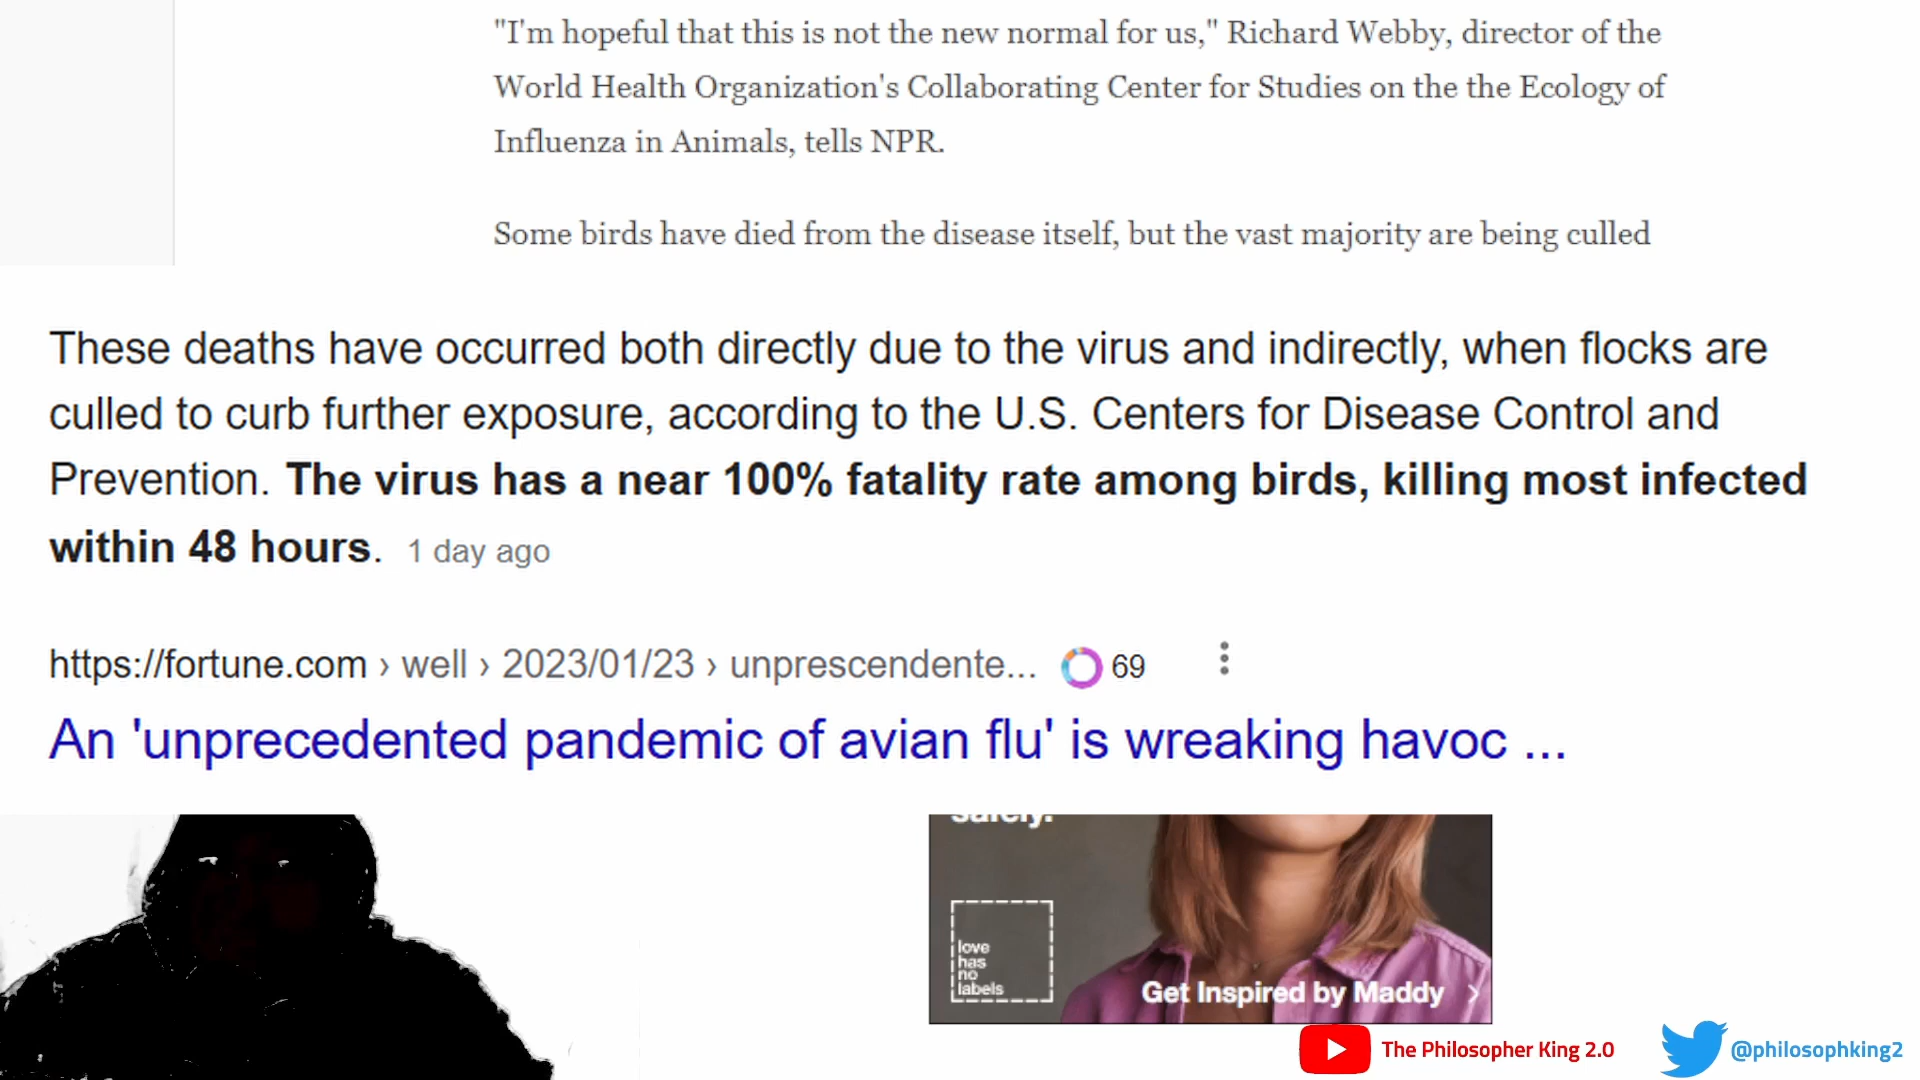 "I'm hopeful that this is not the new normal for us," Richard Webby, director of the
World Health Organization's Collaborating Center for Studies on the the Ecology of
Influenza in Animals, tells NPR.
Some birds have died from the disease itself, but the vast majority are being culled
These deaths have occurred both directly due to the virus and indirectly, when flocks are
culled to curb further exposure, according to the U.S. Centers for Disease Control and
Prevention. The virus has a near 100% fatality rate among birds, killing most infected
within 48 hours. 1 day ago
https://fortune.com › well › 2023/01/23 › unprescendente... 69
An 'unprecedented pandemic of avian flu' is wreaking havoc ...
safely.
love
has
no
labels
Get Inspired by Maddy
The Philosopher King 2.0
@philosophking2